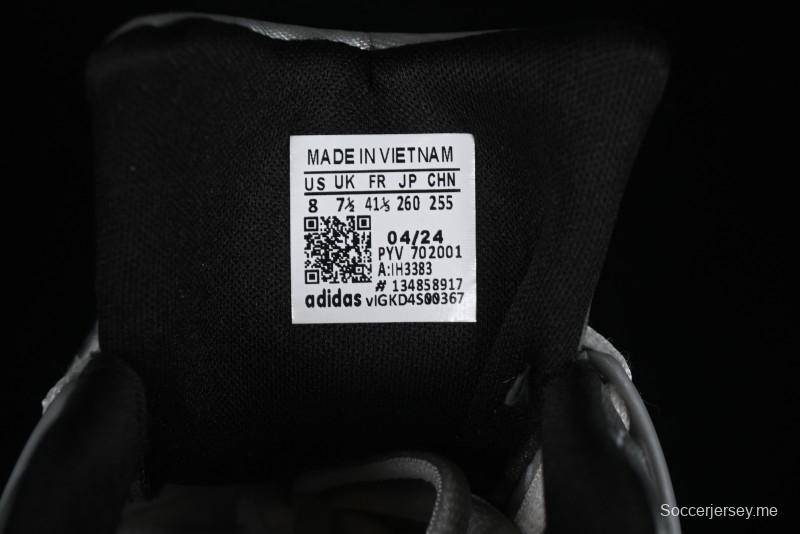 MADE IN VIETNAM
US UK FR JP CHN
8 7½ 41⅓ 260 255
04/24
PYV 702001
A:IH3383
# 134858917
adidas vIGKD4S00367
Soccerjersey.me